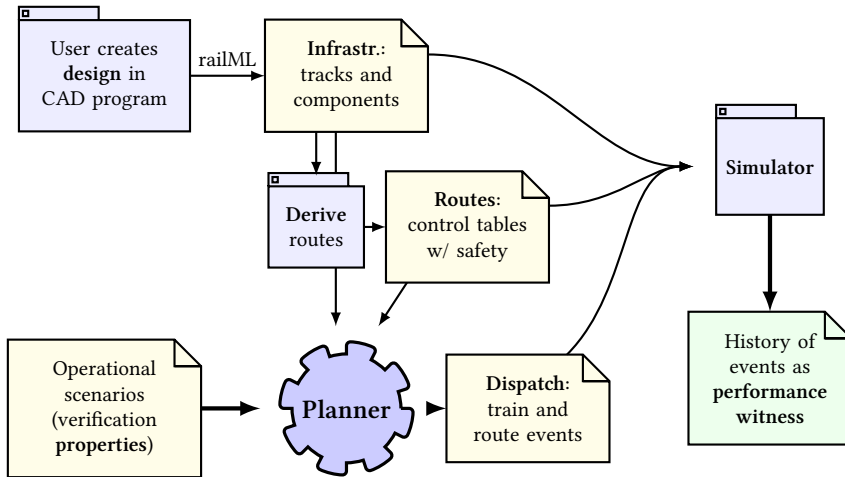 User creates
design in
CAD program
railML
Infrastr.:
tracks and
components
Derive
routes
Routes:
control tables
w/ safety
Simulator
Operational
scenarios
(verification
properties)
Planner
Dispatch:
train and
route events
History of
events as
performance
witness